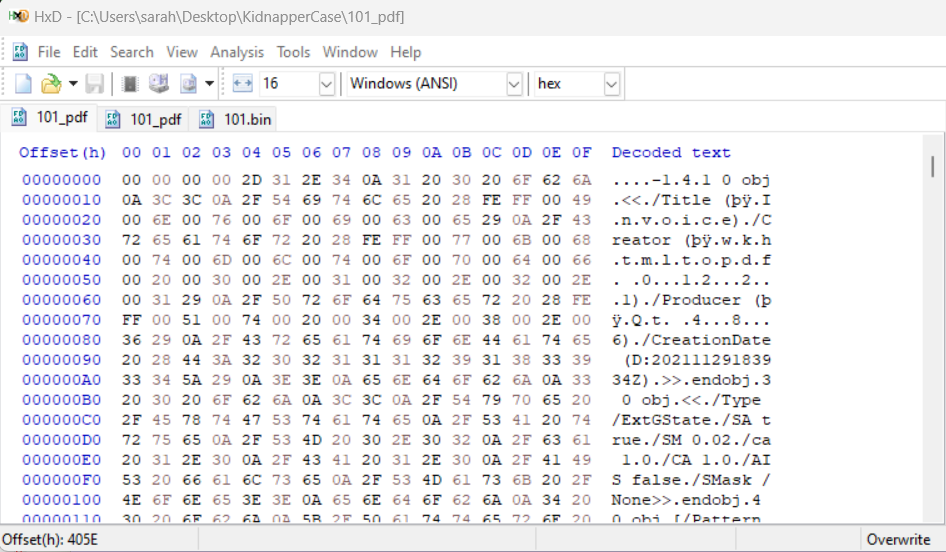 HxD - [C:\Users\sarah\Desktop\KidnapperCase\101_pdf]
File Edit Search View Analysis Tools Window Help
16 Windows (ANSI) hex
101_pdf 101_pdf 101.bin
Offset(h) 00 01 02 03 04 05 06 07 08 09 0A 0B 0C 0D 0E 0F Decoded text
00000000 00 00 00 00 2D 31 2E 34 0A 31 20 30 20 6F 62 6A ....-1.4.1 0 obj
00000010 0A 3C 3C 0A 2F 54 69 74 6C 65 20 28 FE FF 00 49 .<<./Title (þÿ.I
00000020 00 6E 00 76 00 6F 00 69 00 63 00 65 29 0A 2F 43 .n.v.o.i.c.e)./C
00000030 72 65 61 74 6F 72 20 28 FE FF 00 77 00 6B 00 68 reator (þÿ.w.k.h
00000040 00 74 00 6D 00 6C 00 74 00 6F 00 70 00 64 00 66 .t.m.l.t.o.p.d.f
00000050 00 20 00 30 00 2E 00 31 00 32 00 2E 00 32 00 2E . .0...1.2...2..
00000060 00 31 29 0A 2F 50 72 6F 64 75 63 65 72 20 28 FE .1)./Producer (þ
00000070 FF 00 51 00 74 00 20 00 34 00 2E 00 38 00 2E 00 ÿ.Q.t. .4...8...
00000080 36 29 0A 2F 43 72 65 61 74 69 6F 6E 44 61 74 65 6)./CreationDate
00000090 20 28 44 3A 32 30 32 31 31 31 32 39 31 38 33 39 (D:202111291839
000000A0 33 34 5A 29 0A 3E 3E 0A 65 6E 64 6F 62 6A 0A 33 34Z).>>.endobj.3
000000B0 20 30 20 6F 62 6A 0A 3C 3C 0A 2F 54 79 70 65 20 0 obj.<<./Type
000000C0 2F 45 78 74 47 53 74 61 74 65 0A 2F 53 41 20 74 /ExtGState./SA t
000000D0 72 75 65 0A 2F 53 4D 20 30 2E 30 32 0A 2F 63 61 rue./SM 0.02./ca
000000E0 20 31 2E 30 0A 2F 43 41 20 31 2E 30 0A 2F 41 49 1.0./CA 1.0./AI
000000F0 53 20 66 61 6C 73 65 0A 2F 53 4D 61 73 6B 20 2F S false./SMask /
00000100 4E 6F 6E 65 3E 3E 0A 65 6E 64 6F 62 6A 0A 34 20 None>>.endobj.4
00000110 30 20 6F 62 6A 0A 5B 2F 50 61 74 74 65 72 6E 20 0 obj.[/Pattern
Offset(h): 405E Overwrite